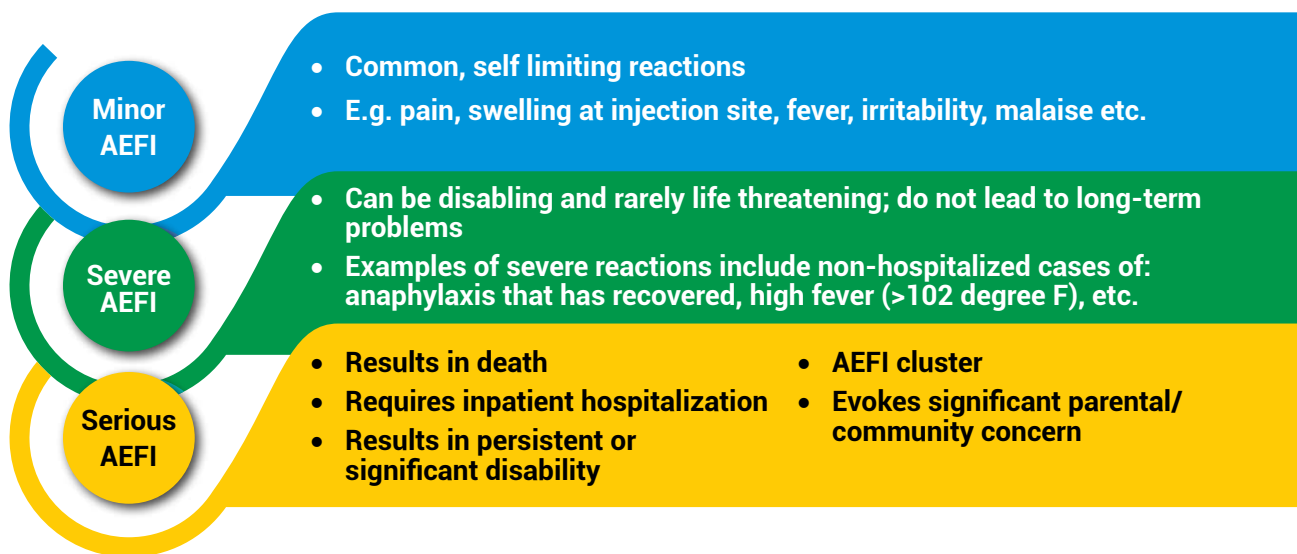 Minor
AEFI
• Common, self limiting reactions
• E.g. pain, swelling at injection site, fever, irritability, malaise etc.
Severe
AEFI
• Can be disabling and rarely life threatening; do not lead to long-term
problems
• Examples of severe reactions include non-hospitalized cases of:
anaphylaxis that has recovered, high fever (>102 degree F), etc.
Serious
AEFI
• Results in death
• Requires inpatient hospitalization
• Results in persistent or
significant disability
• AEFI cluster
• Evokes significant parental/
community concern